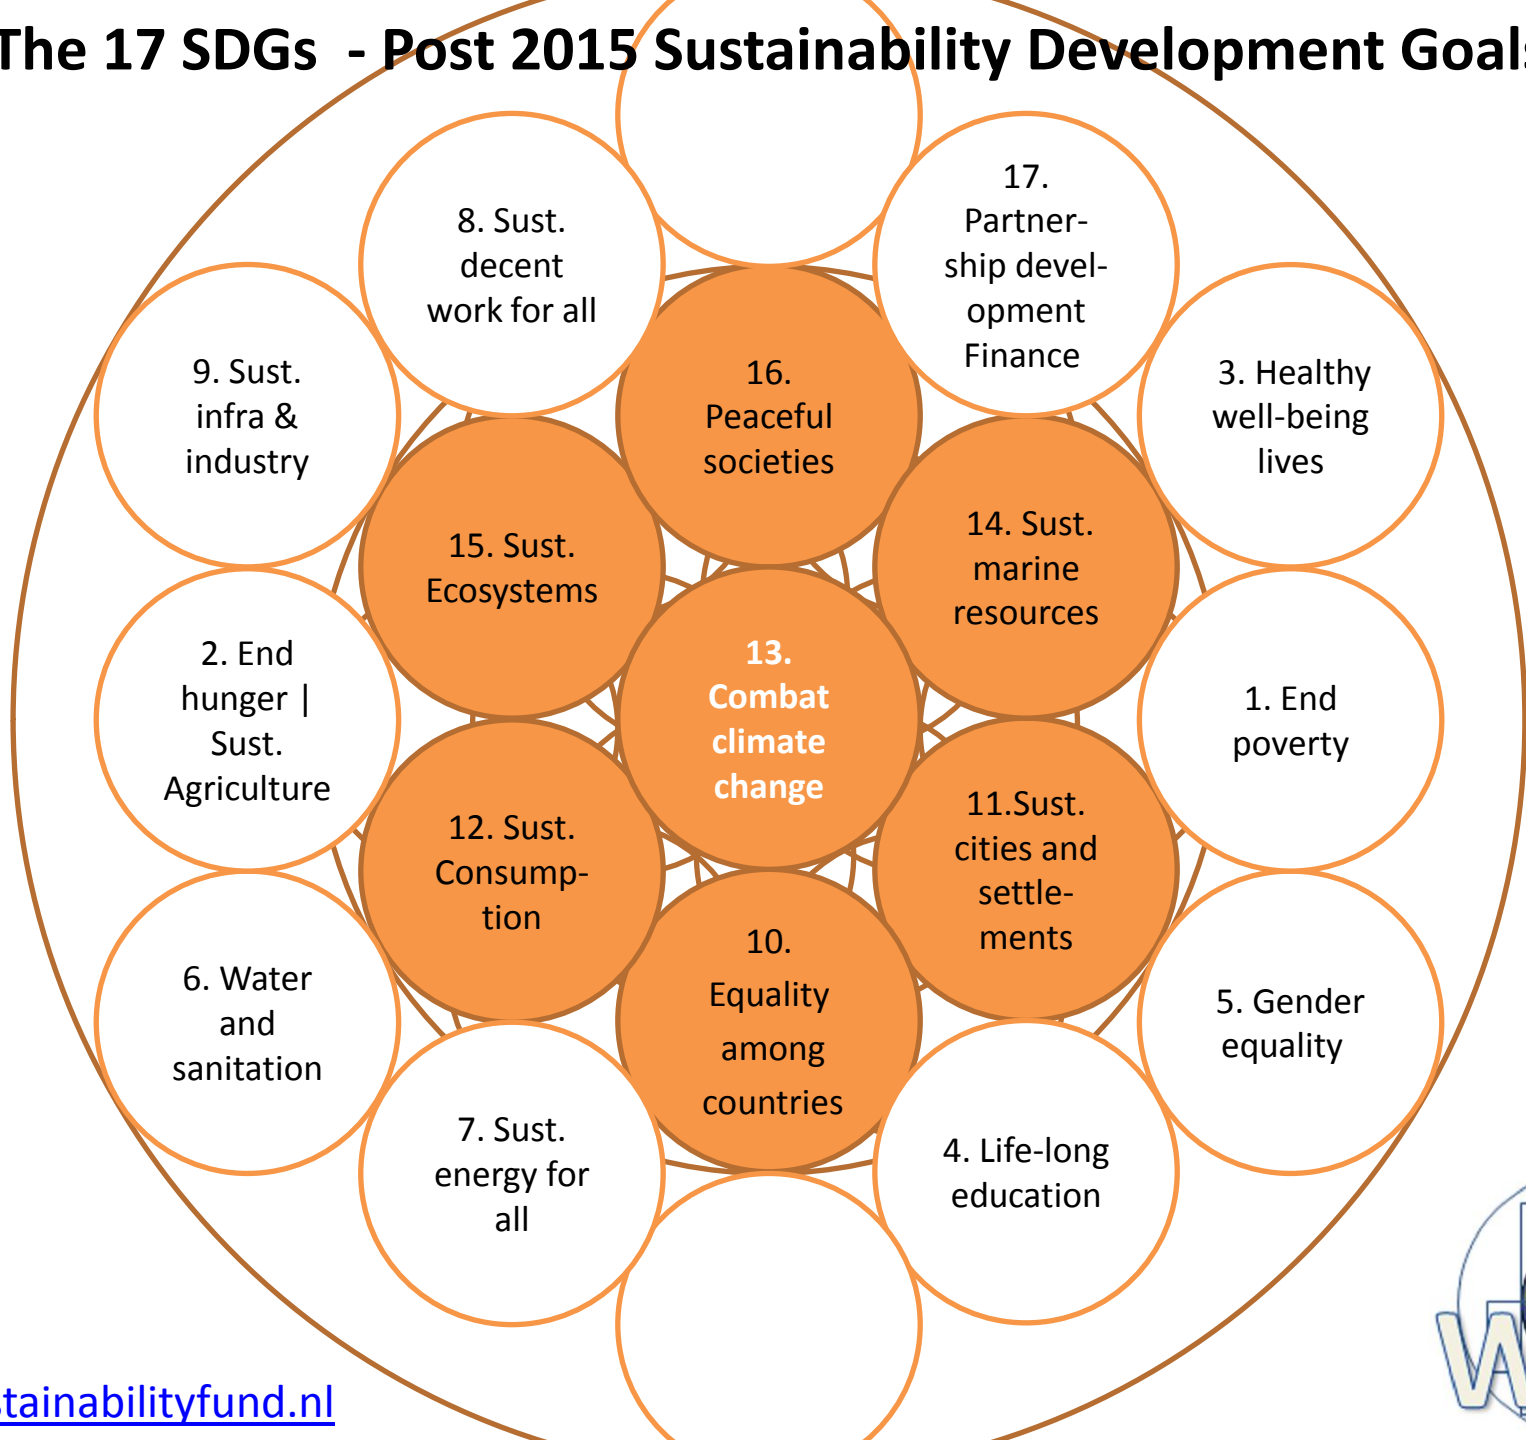 The 17 SDGs - Post 2015 Sustainability Development Goals
8. Sust.
decent
work for all
17.
Partner-
ship devel-
opment
Finance
9. Sust.
infra &
industry
16.
Peaceful
societies
3. Healthy
well-being
lives
15. Sust.
Ecosystems
14. Sust.
marine
resources
2. End
hunger |
Sust.
Agriculture
13.
Combat
climate
change
1. End
poverty
12. Sust.
Consump-
tion
11.Sust.
cities and
settle-
ments
6. Water
and
sanitation
10.
Equality
among
countries
5. Gender
equality
7. Sust.
energy for
all
4. Life-long
education
stainabilityfund.nl